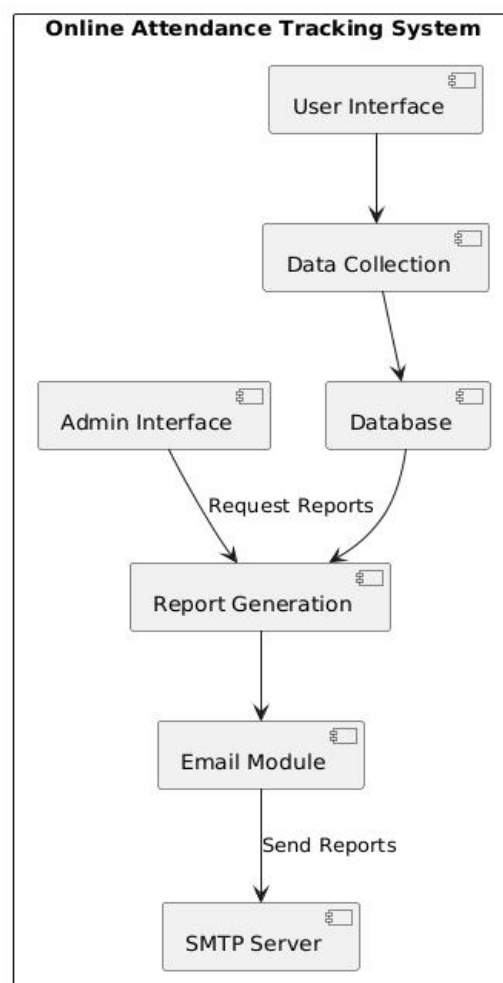 Online Attendance Tracking System
User Interface
Data Collection
Admin Interface
Database
Request Reports
Report Generation
Email Module
Send Reports
SMTP Server